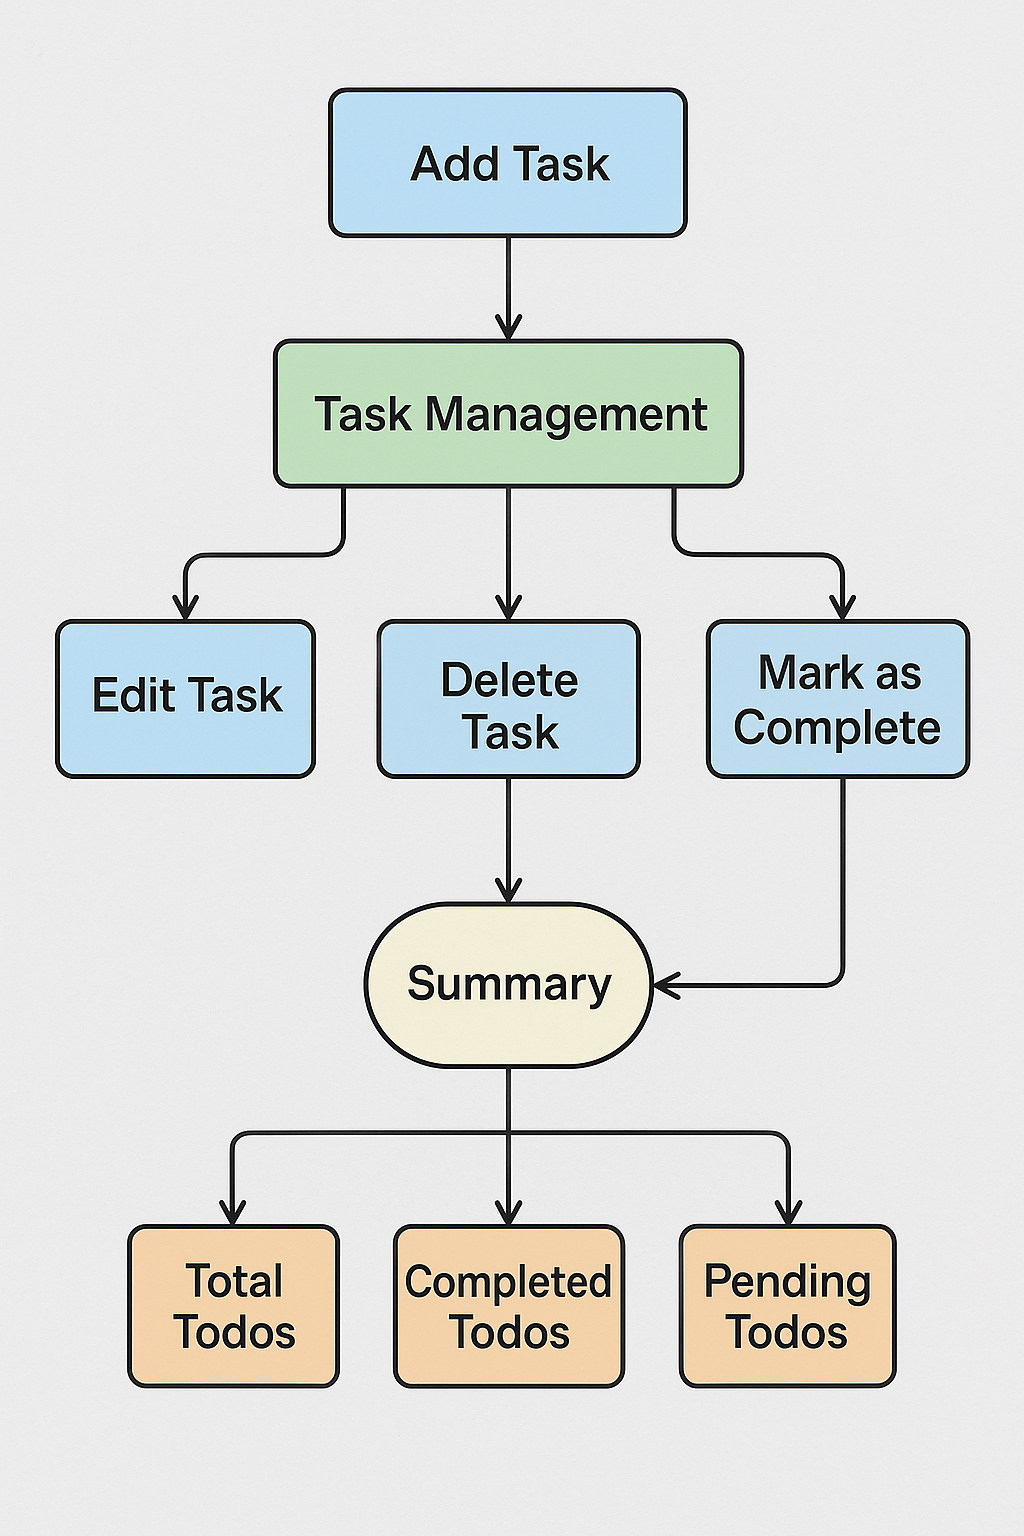 Add Task
Task Management
Edit Task
Delete
Task
Mark as
Complete
Summary
Total
Todos
Completed
Todos
Pending
Todos